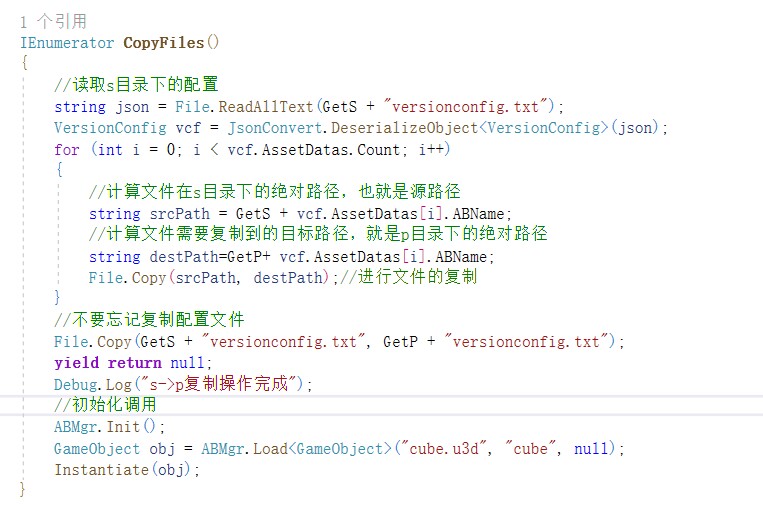 1 个引用
IEnumerator CopyFiles()
{
//读取s目录下的配置
string json = File.ReadAllText(GetS + "versionconfig.txt");
VersionConfig vcf = JsonConvert.DeserializeObject<VersionConfig>(json);
for (int i = 0; i < vcf.AssetDatas.Count; i++)
{
//计算文件在s目录下的绝对路径，也就是源路径
string srcPath = GetS + vcf.AssetDatas[i].ABName;
//计算文件需要复制到的目标路径，就是p目录下的绝对路径
string destPath=GetP+ vcf.AssetDatas[i].ABName;
File.Copy(srcPath, destPath);//进行文件的复制
}
//不要忘记复制配置文件
File.Copy(GetS + "versionconfig.txt", GetP + "versionconfig.txt");
yield return null;
Debug.Log("s->p复制操作完成");
//初始化调用
ABMgr.Init();
GameObject obj = ABMgr.Load<GameObject>("cube.u3d", "cube", null);
Instantiate(obj);
}